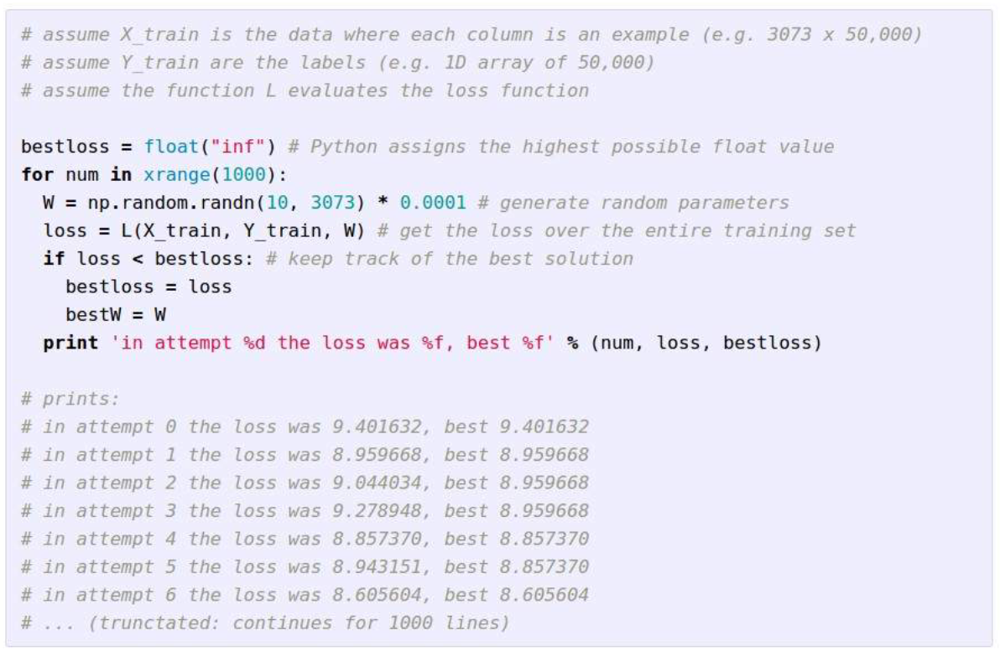 # assume X_train is the data where each column is an example (e.g. 3073 x 50,000)
# assume Y_train are the labels (e.g. 1D array of 50,000)
# assume the function L evaluates the loss function

bestloss = float("inf") # Python assigns the highest possible float value
for num in xrange(1000):
  W = np.random.randn(10, 3073) * 0.0001 # generate random parameters
  loss = L(X_train, Y_train, W) # get the loss over the entire training set
  if loss < bestloss: # keep track of the best solution
    bestloss = loss
    bestW = W
  print 'in attempt %d the loss was %f, best %f' % (num, loss, bestloss)

# prints:
# in attempt 0 the loss was 9.401632, best 9.401632
# in attempt 1 the loss was 8.959668, best 8.959668
# in attempt 2 the loss was 9.044034, best 8.959668
# in attempt 3 the loss was 9.278948, best 8.959668
# in attempt 4 the loss was 8.857370, best 8.857370
# in attempt 5 the loss was 8.943151, best 8.857370
# in attempt 6 the loss was 8.605604, best 8.605604
# ... (trunctated: continues for 1000 lines)